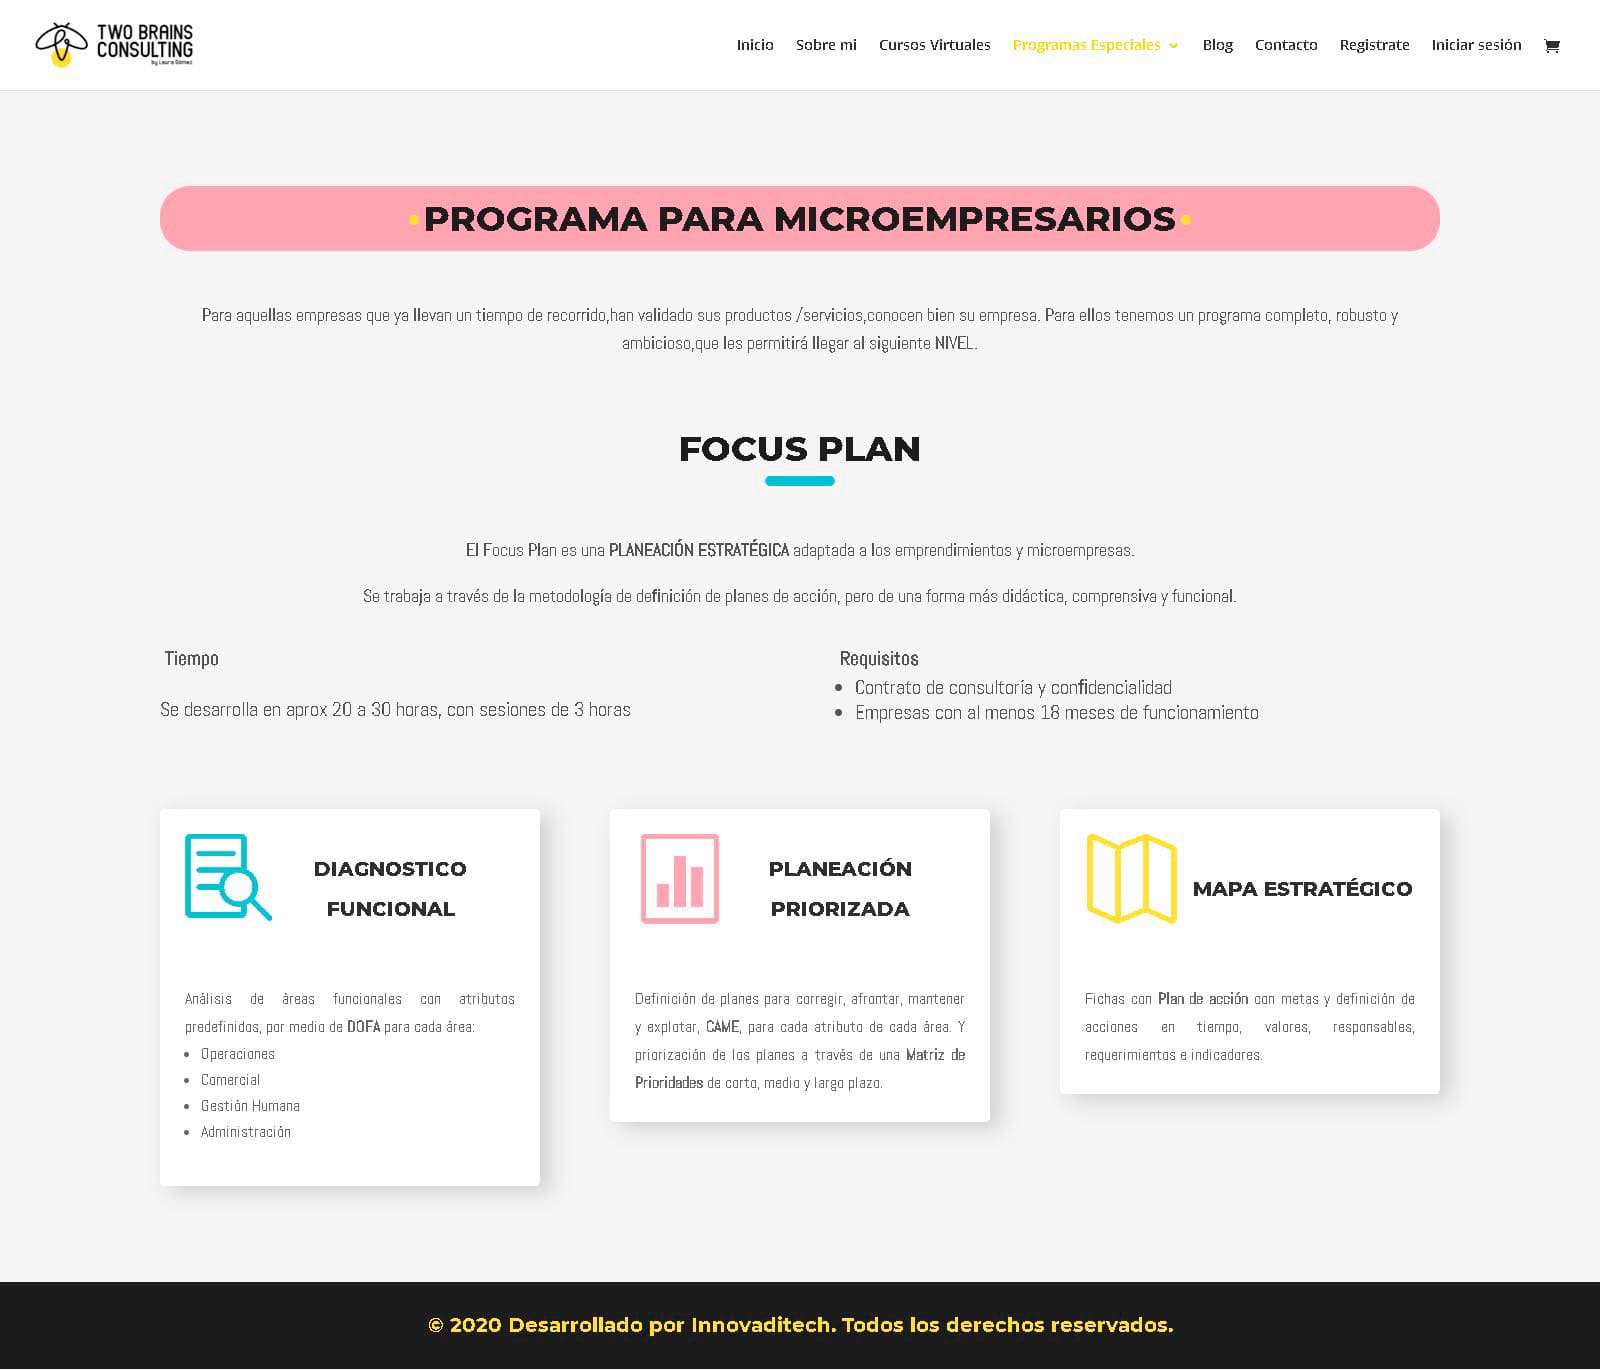 TWO BRAINS
CONSULTING
by Laura Gómez
Inicio Sobre mi Cursos Virtuales Programas Especiales Blog Contacto Registrate Iniciar sesión
PROGRAMA PARA MICROEMPRESARIOS
Para aquellas empresas que ya llevan un tiempo de recorrido,han validado sus productos /servicios,conocen bien su empresa. Para ellos tenemos un programa completo, robusto y
ambicioso,que les permitirá llegar al siguiente NIVEL.
FOCUS PLAN
El Focus Plan es una PLANEACIÓN ESTRATÉGICA adaptada a los emprendimientos y microempresas.
Se trabaja a través de la metodología de definición de planes de acción, pero de una forma más didáctica, comprensiva y funcional.
Tiempo
Se desarrolla en aprox 20 a 30 horas, con sesiones de 3 horas
Requisitos
• Contrato de consultoría y confidencialidad
• Empresas con al menos 18 meses de funcionamiento
DIAGNOSTICO
FUNCIONAL
Análisis de áreas funcionales con atributos
predefinidos, por medio de DOFA para cada área:
• Operaciones
• Comercial
• Gestión Humana
• Administración
PLANEACIÓN
PRIORIZADA
Definición de planes para corregir, afrontar, mantener
y explotar, CAME, para cada atributo de cada área. Y
priorización de los planes a través de una Matriz de
Prioridades de corto, medio y largo plazo.
MAPA ESTRATÉGICO
Fichas con Plan de acción con metas y definición de
acciones en tiempo, valores, responsables,
requerimientos e indicadores.
© 2020 Desarrollado por Innovaditech. Todos los derechos reservados.